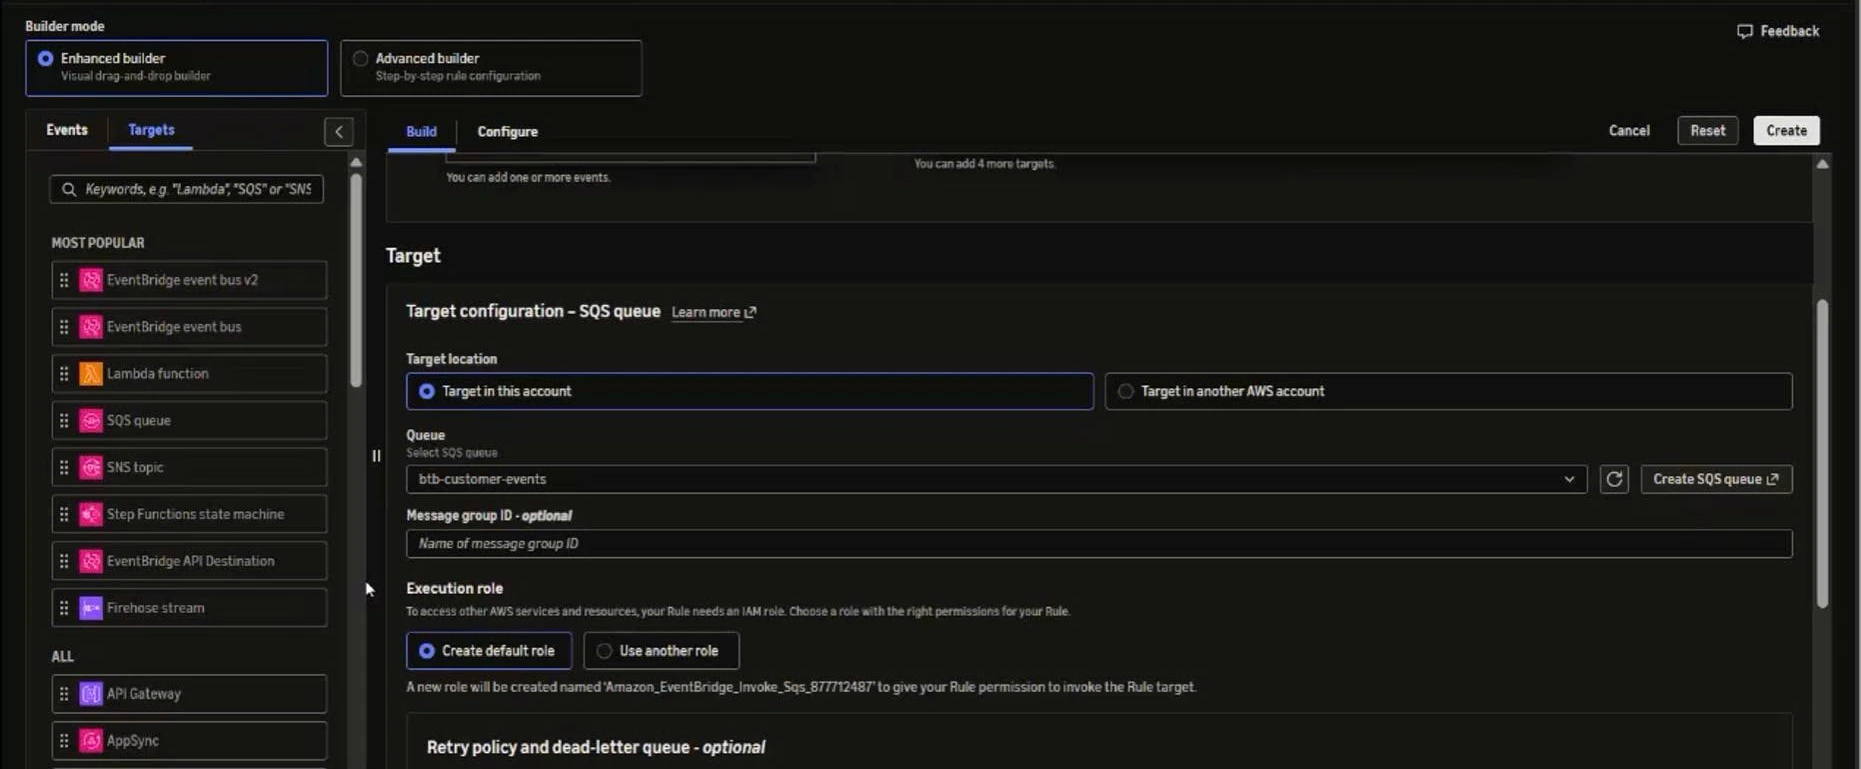 Builder mode
Feedback
Enhanced builder
Visual drag-and-drop builder
Advanced builder
Step-by-step rule configuration
Events
Targets
Build
Configure
Cancel
Reset
Create
Keywords, e.g. "Lambda", "SQS" or "SNS
MOST POPULAR
EventBridge event bus v2
EventBridge event bus
Lambda function
SQS queue
SNS topic
Step Functions state machine
EventBridge API Destination
Firehose stream
ALL
API Gateway
AppSync
You can add one or more events.
You can add 4 more targets.
Target
Target configuration – SQS queue Learn more
Target location
Target in this account
Target in another AWS account
Queue
Select SQS queue
btb-customer-events
Create SQS queue
Message group ID - optional
Name of message group ID
Execution role
To access other AWS services and resources, your Rule needs an IAM role. Choose a role with the right permissions for your Rule.
Create default role
Use another role
A new role will be created named 'Amazon_EventBridge_Invoke_Sqs_877712487' to give your Rule permission to invoke the Rule target.
Retry policy and dead-letter queue - optional